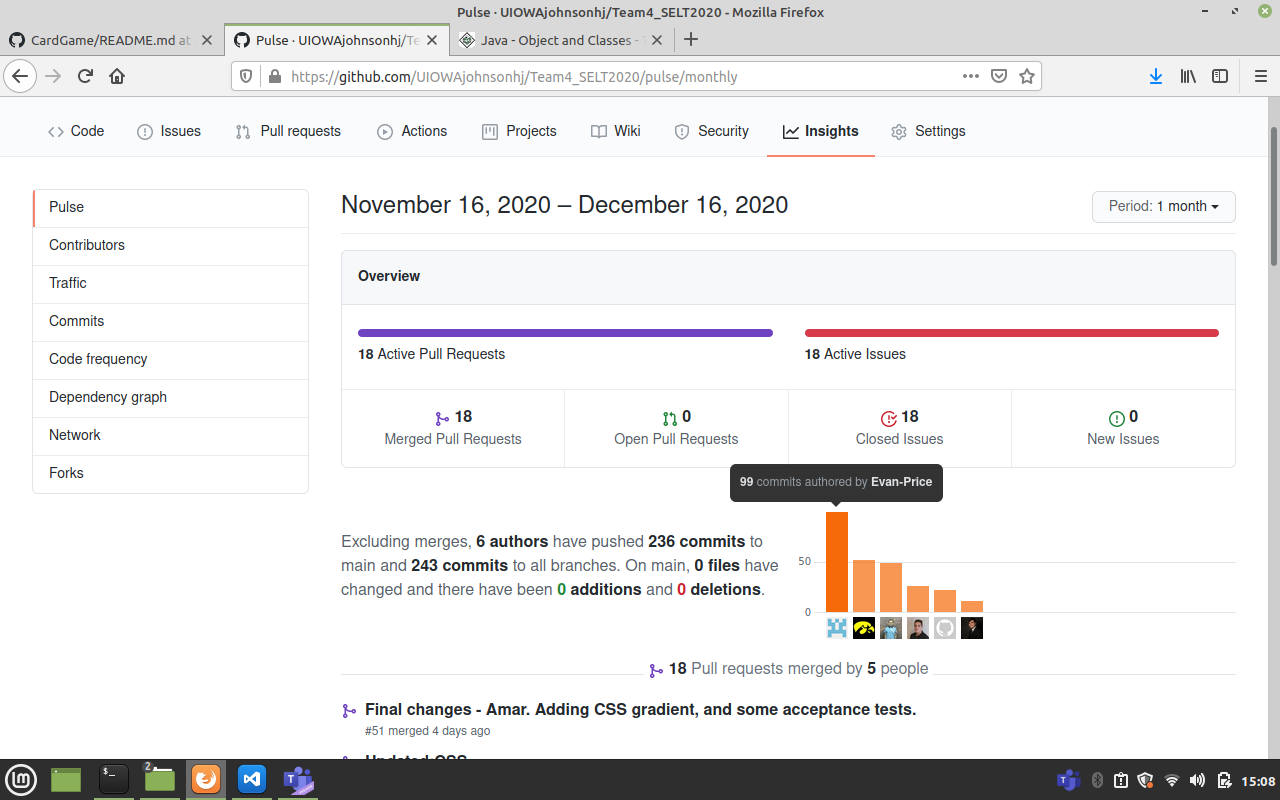 Pulse · UIOWAjohnsonhj/Team4_SELT2020 - Mozilla Firefox
CardGame/README.md at
Pulse · UIOWAjohnsonhj/Te
Java - Object and Classes -
https://github.com/UIOWAjohnsonhj/Team4_SELT2020/pulse/monthly
Code
Issues
Pull requests
Actions
Projects
Wiki
Security
Insights
Settings
Pulse
Contributors
Traffic
Commits
Code frequency
Dependency graph
Network
Forks
November 16, 2020 – December 16, 2020
Period: 1 month
Overview
18 Active Pull Requests
18 Active Issues
18
Merged Pull Requests
0
Open Pull Requests
18
Closed Issues
0
New Issues
99 commits authored by Evan-Price
Excluding merges, 6 authors have pushed 236 commits to
main and 243 commits to all branches. On main, 0 files have
changed and there have been 0 additions and 0 deletions.
50
0
18 Pull requests merged by 5 people
Final changes - Amar. Adding CSS gradient, and some acceptance tests.
#51 merged 4 days ago
Updated CSS
2
15:08